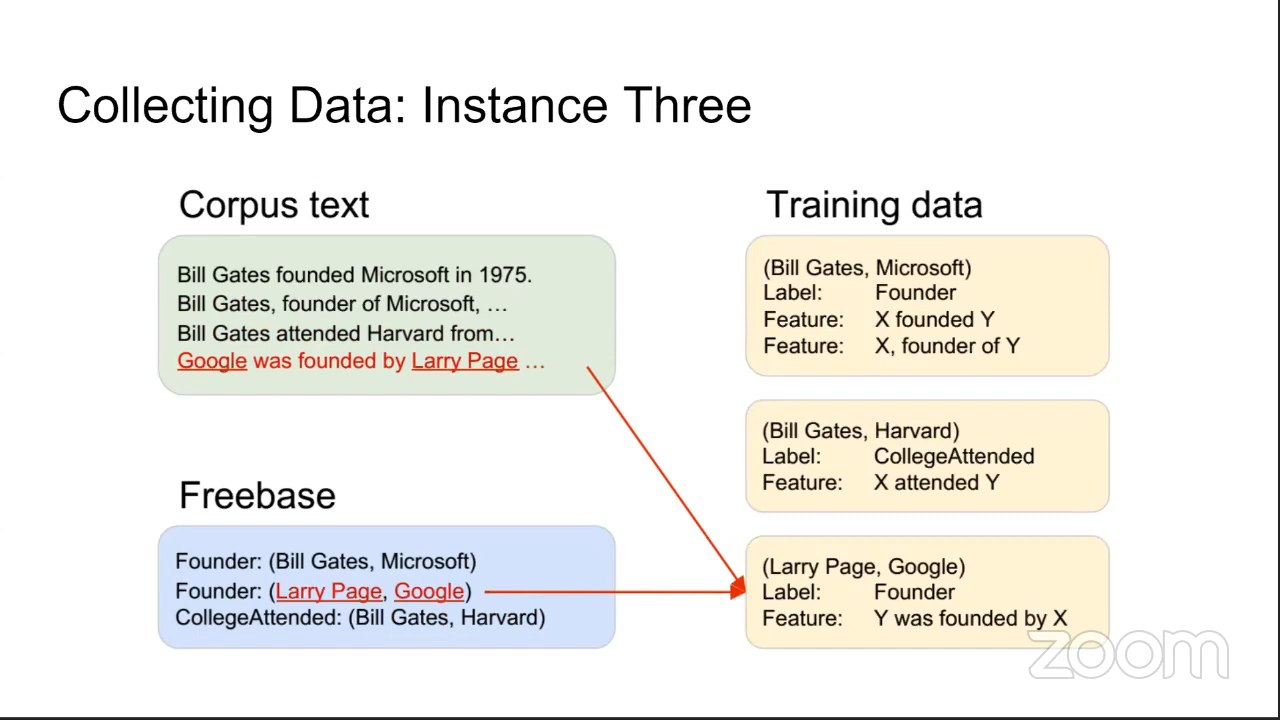 Collecting Data: Instance Three
Corpus text
Bill Gates founded Microsoft in 1975.
Bill Gates, founder of Microsoft, …
Bill Gates attended Harvard from…
Google was founded by Larry Page …
Freebase
Founder: (Bill Gates, Microsoft)
Founder: (Larry Page, Google)
CollegeAttended: (Bill Gates, Harvard)
Training data
(Bill Gates, Microsoft)
Label: Founder
Feature: X founded Y
Feature: X, founder of Y
(Bill Gates, Harvard)
Label: CollegeAttended
Feature: X attended Y
(Larry Page, Google)
Label: Founder
Feature: Y was founded by X
zoom